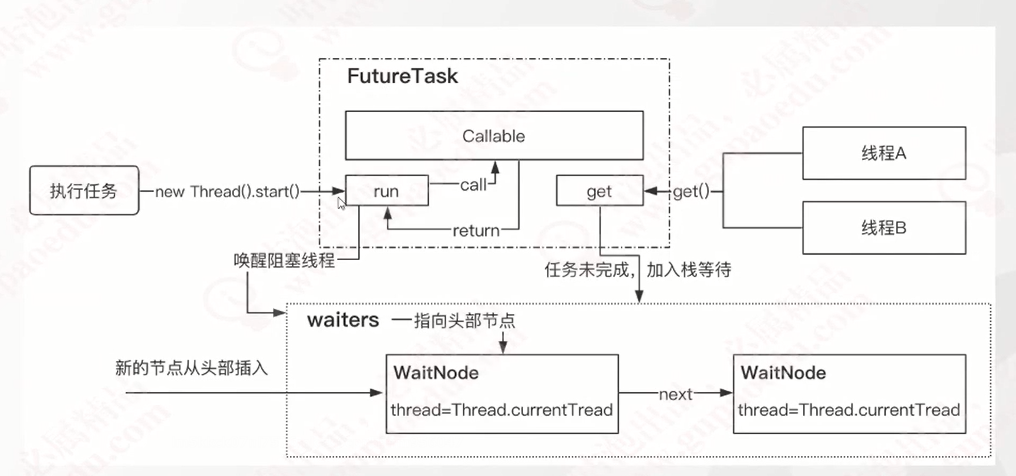 FutureTask
Callable
执行任务
new Thread().start()
run
call
get
get()
线程A
return
线程B
唤醒阻塞线程
任务未完成，加入栈等待
waiters
指向头部节点
新的节点从头部插入
WaitNode
thread=Thread.currentTread
next
WaitNode
thread=Thread.currentTread